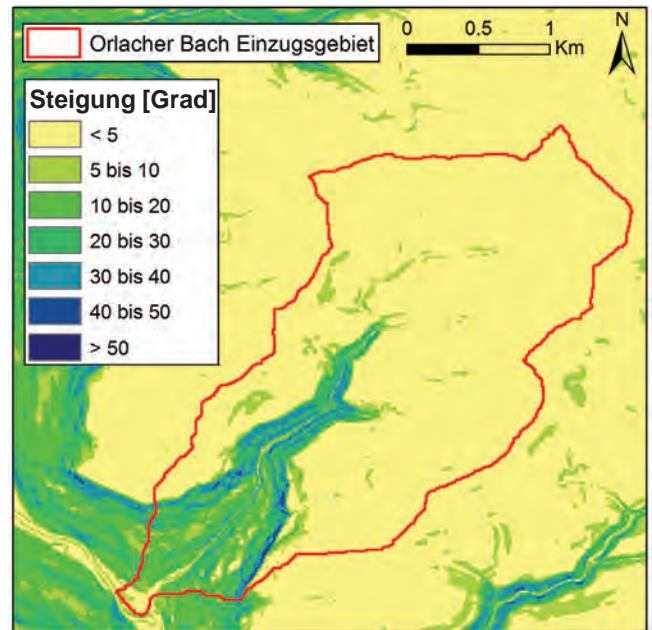 Orlacher Bach Einzugsgebiet
0 0.5 1
Km
N
Steigung [Grad]
< 5
5 bis 10
10 bis 20
20 bis 30
30 bis 40
40 bis 50
> 50